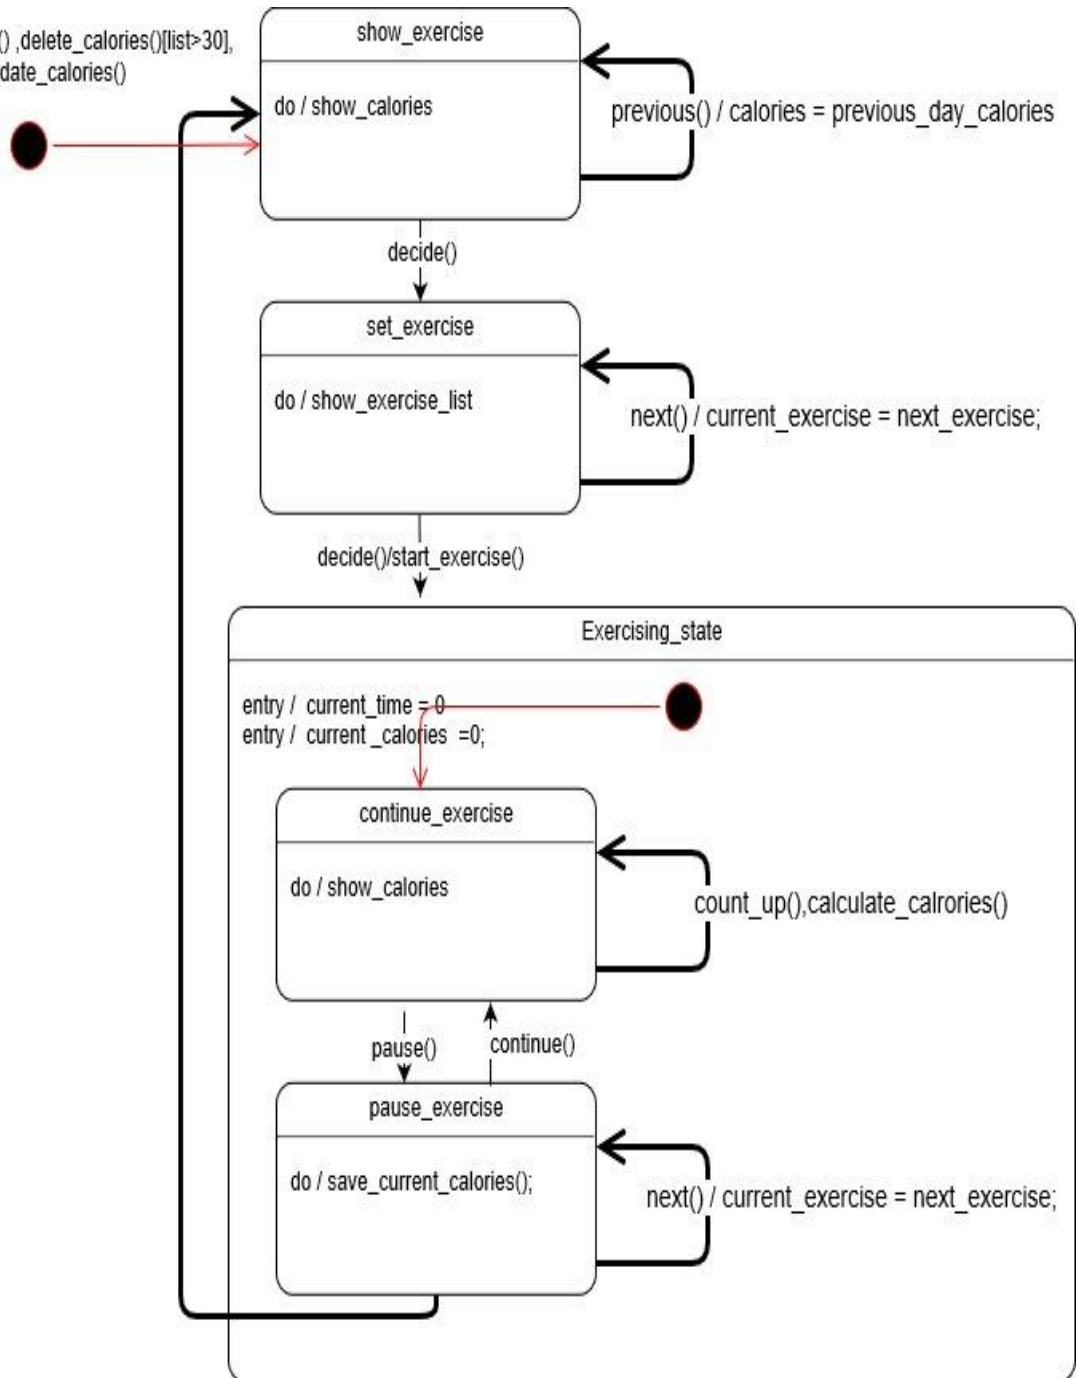 show_exercise
() ,delete_calories()[list>30],
date_calories()
do / show_calories
previous() / calories = previous_day_calories
decide()
set_exercise
do / show_exercise_list
next() / current_exercise = next_exercise;
decide()/start_exercise()
Exercising_state
entry / current_time = 0
entry / current _calories =0;
continue_exercise
do / show_calories
count_up(),calculate_calrories()
pause()
continue()
pause_exercise
do / save_current_calories();
next() / current_exercise = next_exercise;